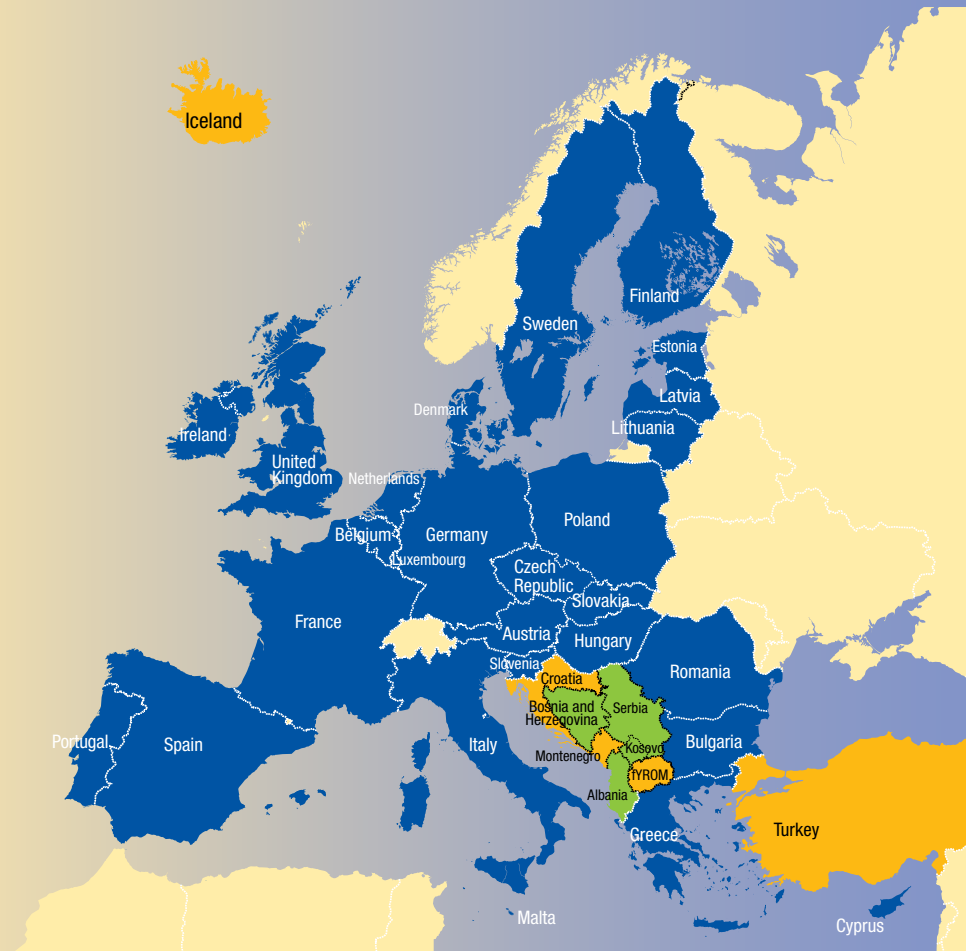 Iceland
Finland
Sweden
Estonia
Latvia
Denmark
Lithuania
Ireland
United
Kingdom
Netherlands
Poland
Belgium
Germany
Luxembourg
Czech
Republic
Slovakia
France
Austria
Hungary
Slovenia
Romania
Croatia
Bosnia and
Herzegovina
Serbia
Portugal
Spain
Italy
Bulgaria
Kosovo
Montenegro
fYROM
Albania
Turkey
Greece
Malta
Cyprus